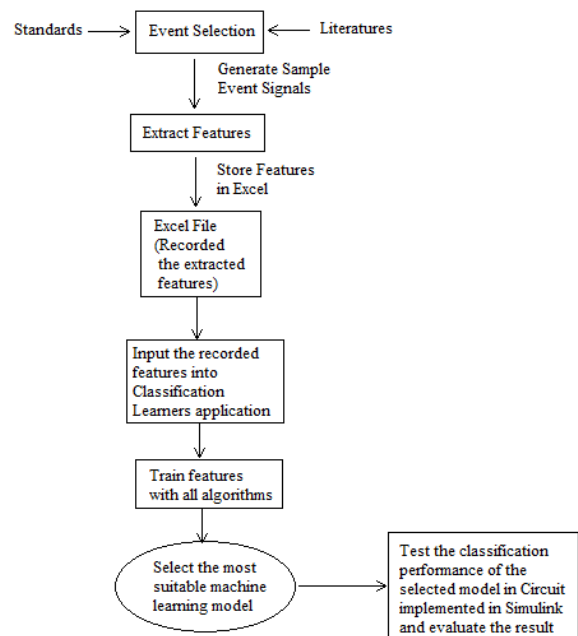 Standards
Event Selection
Literatures
Generate Sample
Event Signals
Extract Features
Store Features
in Excel
Excel File
(Recorded
the extracted
features)
Input the recorded
features into
Classification
Learners application
Train features
with all algorithms
Select the most
suitable machine
learning model
Test the classification
performance of the
selected model in Circuit
implemented in Simulink
and evaluate the result